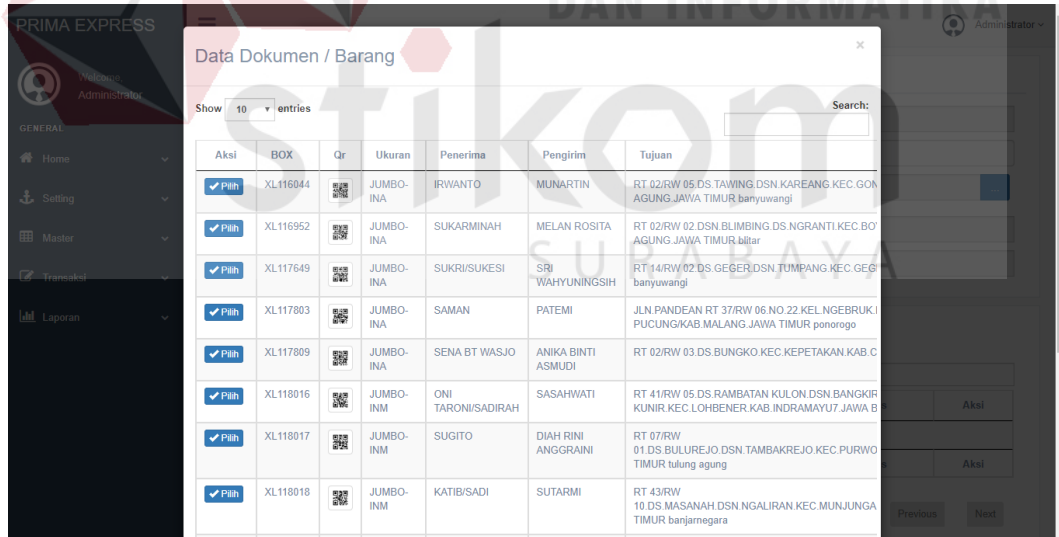 DAN INFORMATIKA
PRIMA EXPRESS
Administrator
Welcome,
Administrator
GENERAL
Home
Setting
Master
Transaksi
Laporan
Data Dokumen / Barang
×
Show 10 entries
Search:
Aksi BOX Qr Ukuran Penerima Pengirim Tujuan
Pilih XL116044 JUMBO- IRWANTO MUNARTIN RT 02/RW 05.DS.TAWING.DSN.KAREANG.KEC.GON
INA AGUNG.JAWA TIMUR banyuwangi
Pilih XL116952 JUMBO- SUKARMINAH MELAN ROSITA RT 02/RW 02.DSN.BLIMBING.DS.NGRANTI.KEC.BO
INA AGUNG.JAWA TIMUR blitar
Pilih XL117649 JUMBO- SUKRI/SUKESI SRI RT 14/RW 02.DS.GEGER.DSN.TUMPANG.KEC.GEG
INA WAHYUNINGSIH banyuwangi
Pilih XL117803 JUMBO- SAMAN PATEMI JLN.PANDEAN RT 37/RW 06.NO.22.KEL.NGEBRUK.
INA PUCUNG/KAB.MALANG.JAWA TIMUR ponorogo
Pilih XL117809 JUMBO- SENA BT WASJO ANIKA BINTI RT 02/RW 03.DS.BUNGKO.KEC.KEPETAKAN.KAB.C
INA ASMUDI
Pilih XL118016 JUMBO- ONI SASAHWATI RT 41/RW 05.DS.RAMBATAN KULON.DSN.BANGKIR
INM TARONI/SADIRAH KUNIR.KEC.LOHBENER.KAB.INDRAMAYU7.JAWA B
Pilih XL118017 JUMBO- SUGITO DIAH RINI RT 07/RW
INM ANGGRAINI 01.DS.BULUREJO.DSN.TAMBAKREJO.KEC.PURWO
TIMUR tulung agung
Pilih XL118018 JUMBO- KATIB/SADI SUTARMI RT 43/RW
INM 10.DS.MASANAH.DSN.NGALIRAN.KEC.MUNJUNGA
TIMUR banjarnegara
Aksi
Aksi
Previous Next
stikom
SURABAYA